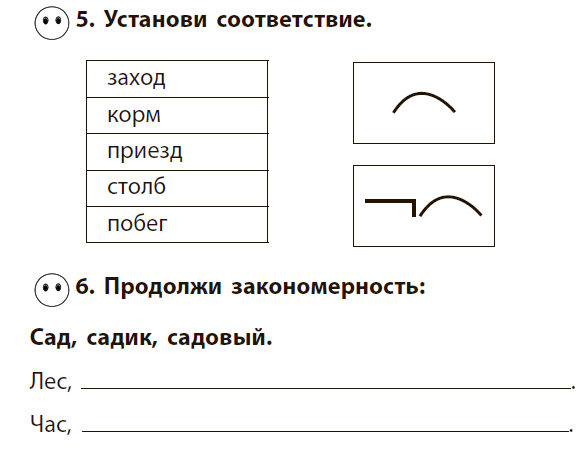 5. Установи соответствие.
заход
корм
приезд
столб
побег
6. Продолжи закономерность:
Сад, садик, садовый.
Лес, .
Час, .